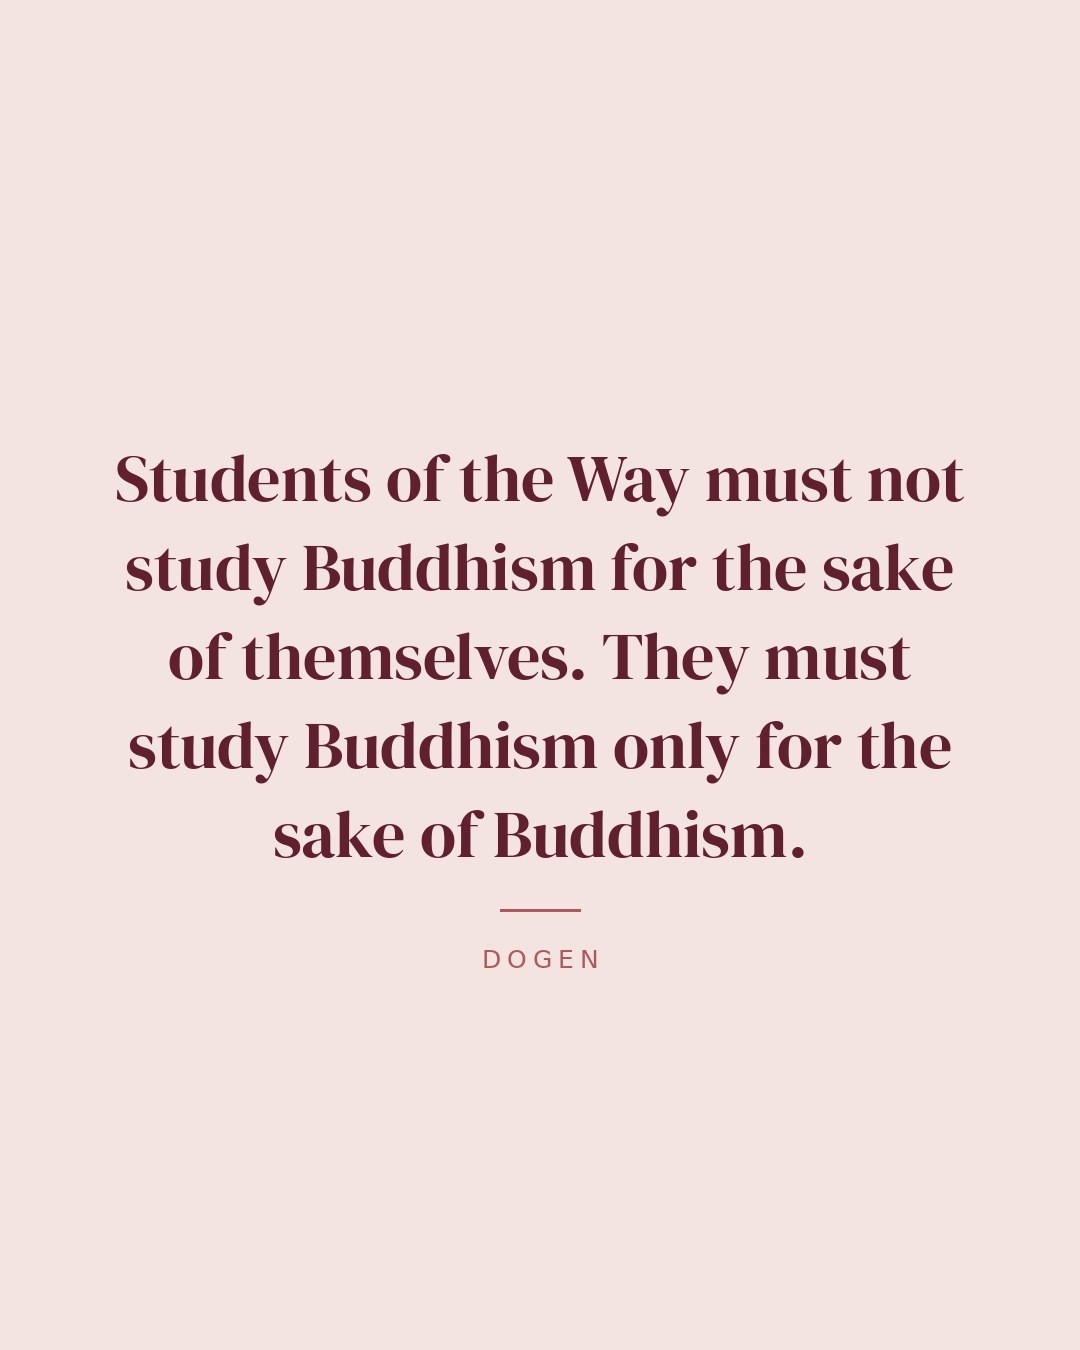 Students of the Way must not
study Buddhism for the sake
of themselves. They must
study Buddhism only for the
sake of Buddhism.
DOGEN